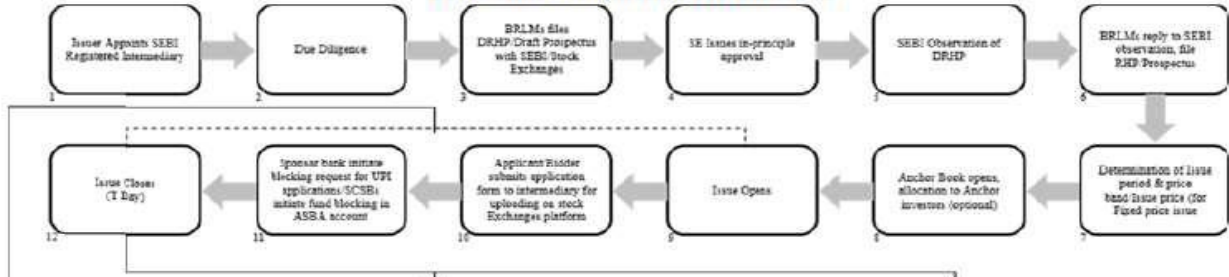 Issuer Appoints SEBI
Registered Intermediary
1
Due Diligence
2
BRLMs files
DRHP/Draft Prospectus
with SEBI/Stock
Exchanges
3
SE Issues in-principle
approval
4
SEBI Observation of
DRHP
5
BRLMs reply to SEBI
observation, file
RHP/Prospectus
6
Determination of Issue
period & price
band/Issue price (for
Fixed price issue
7
Anchor Book opens,
allocation to Anchor
investors (optional)
8
Issue Opens
9
Applicant/Bidder
submits application
form to intermediary for
uploading on stock
Exchanges platform
10
Sponsor bank initiate
blocking request for UPI
applications/SCSBs
initiate fund blocking in
ASBA account
11
Issue Closes
(T Day)
12